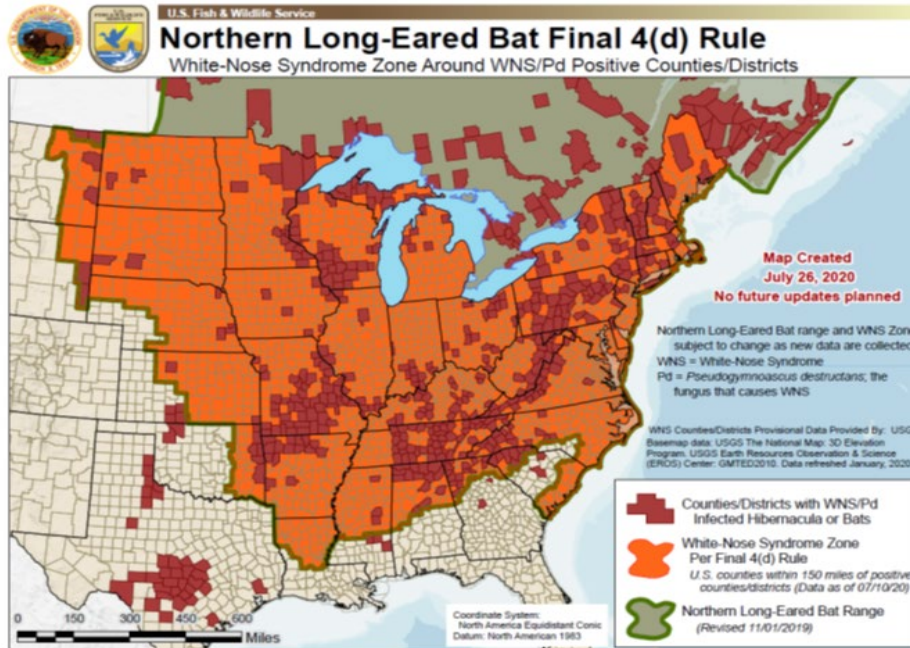 U.S. Fish & Wildlife Service
Northern Long-Eared Bat Final 4(d) Rule
White-Nose Syndrome Zone Around WNS/Pd Positive Counties/Districts
Map Created
July 26, 2020
No future updates planned
Northern Long-Eared Bat range and WNS Zon
subject to change as new data are collected
WNS = White-Nose Syndrome
Pd = Pseudogymnoascus destructans; the
fungus that causes WNS
WNS Counties/Districts Provisional Data Provided By: USG
Basemap data: USGS The National Map: 3D Elevation
Program. USGS Earth Resources Observation & Science
(EROS) Center: GMTED2010. Data refreshed January, 2020
Counties/Districts with WNS/Pd
Infected Hibernacula or Bats
White-Nose Syndrome Zone
Per Final 4(d) Rule
U.S. counties within 150 miles of positive
counties/districts (Data as of 07/10/20)
Northern Long-Eared Bat Range
(Revised 11/01/2019)
Coordinate System:
North America Equidistant Conic
Datum: North American 1983
0 150 300 450 600
Miles